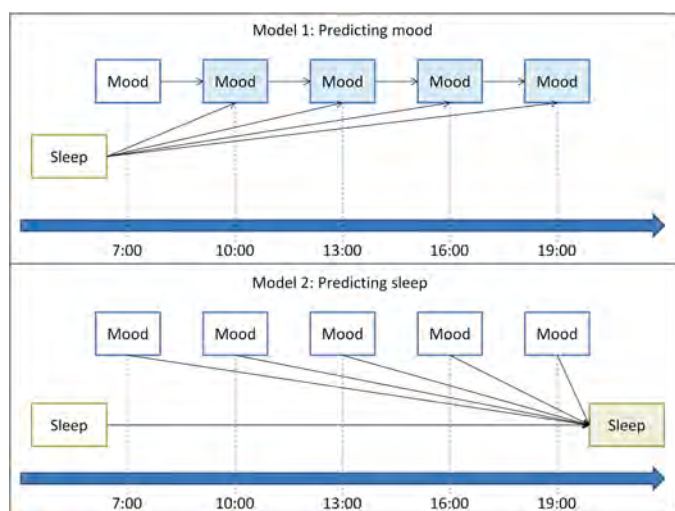 Model 1: Predicting mood
Mood Mood Mood Mood Mood
Sleep
7:00 10:00 13:00 16:00 19:00
Model 2: Predicting sleep
Mood Mood Mood Mood Mood
Sleep Sleep
7:00 10:00 13:00 16:00 19:00